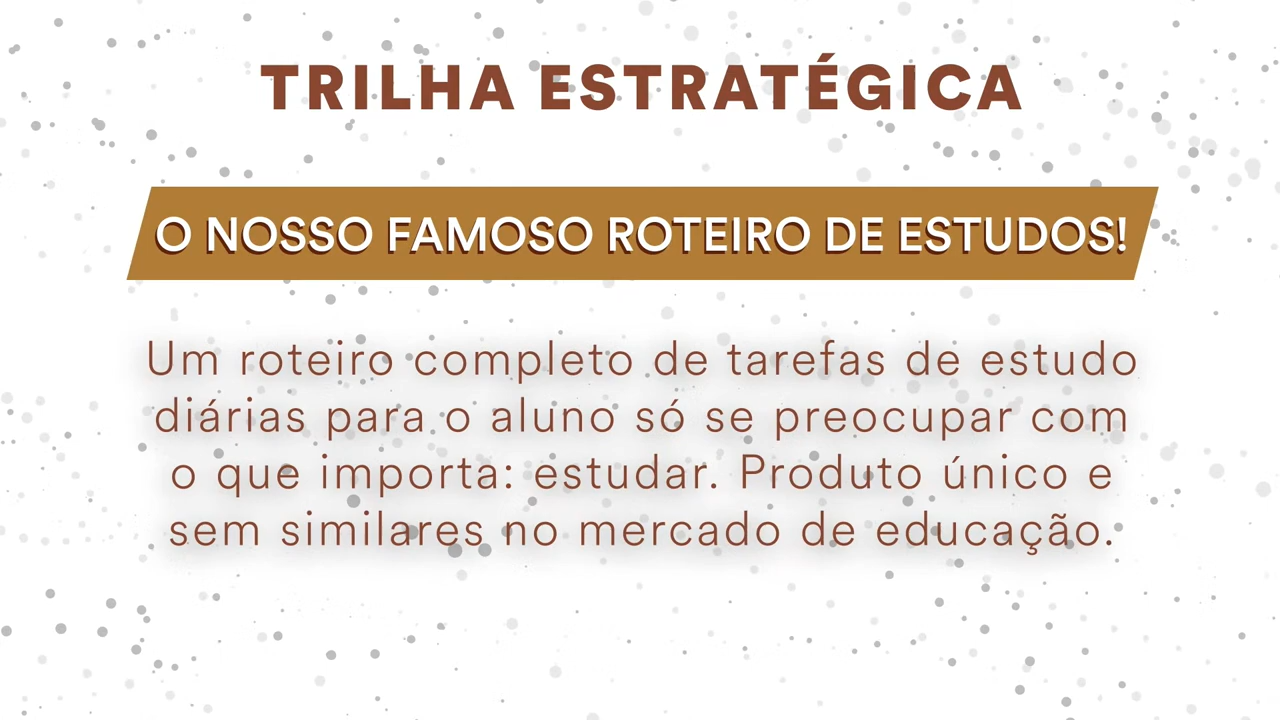 TRILHA ESTRATÉGICA
O NOSSO FAMOSO ROTEIRO DE ESTUDOS!
Um roteiro completo de tarefas de estudo
diárias para o aluno só se preocupar com
o que importa: estudar. Produto único e
sem similares no mercado de educação.